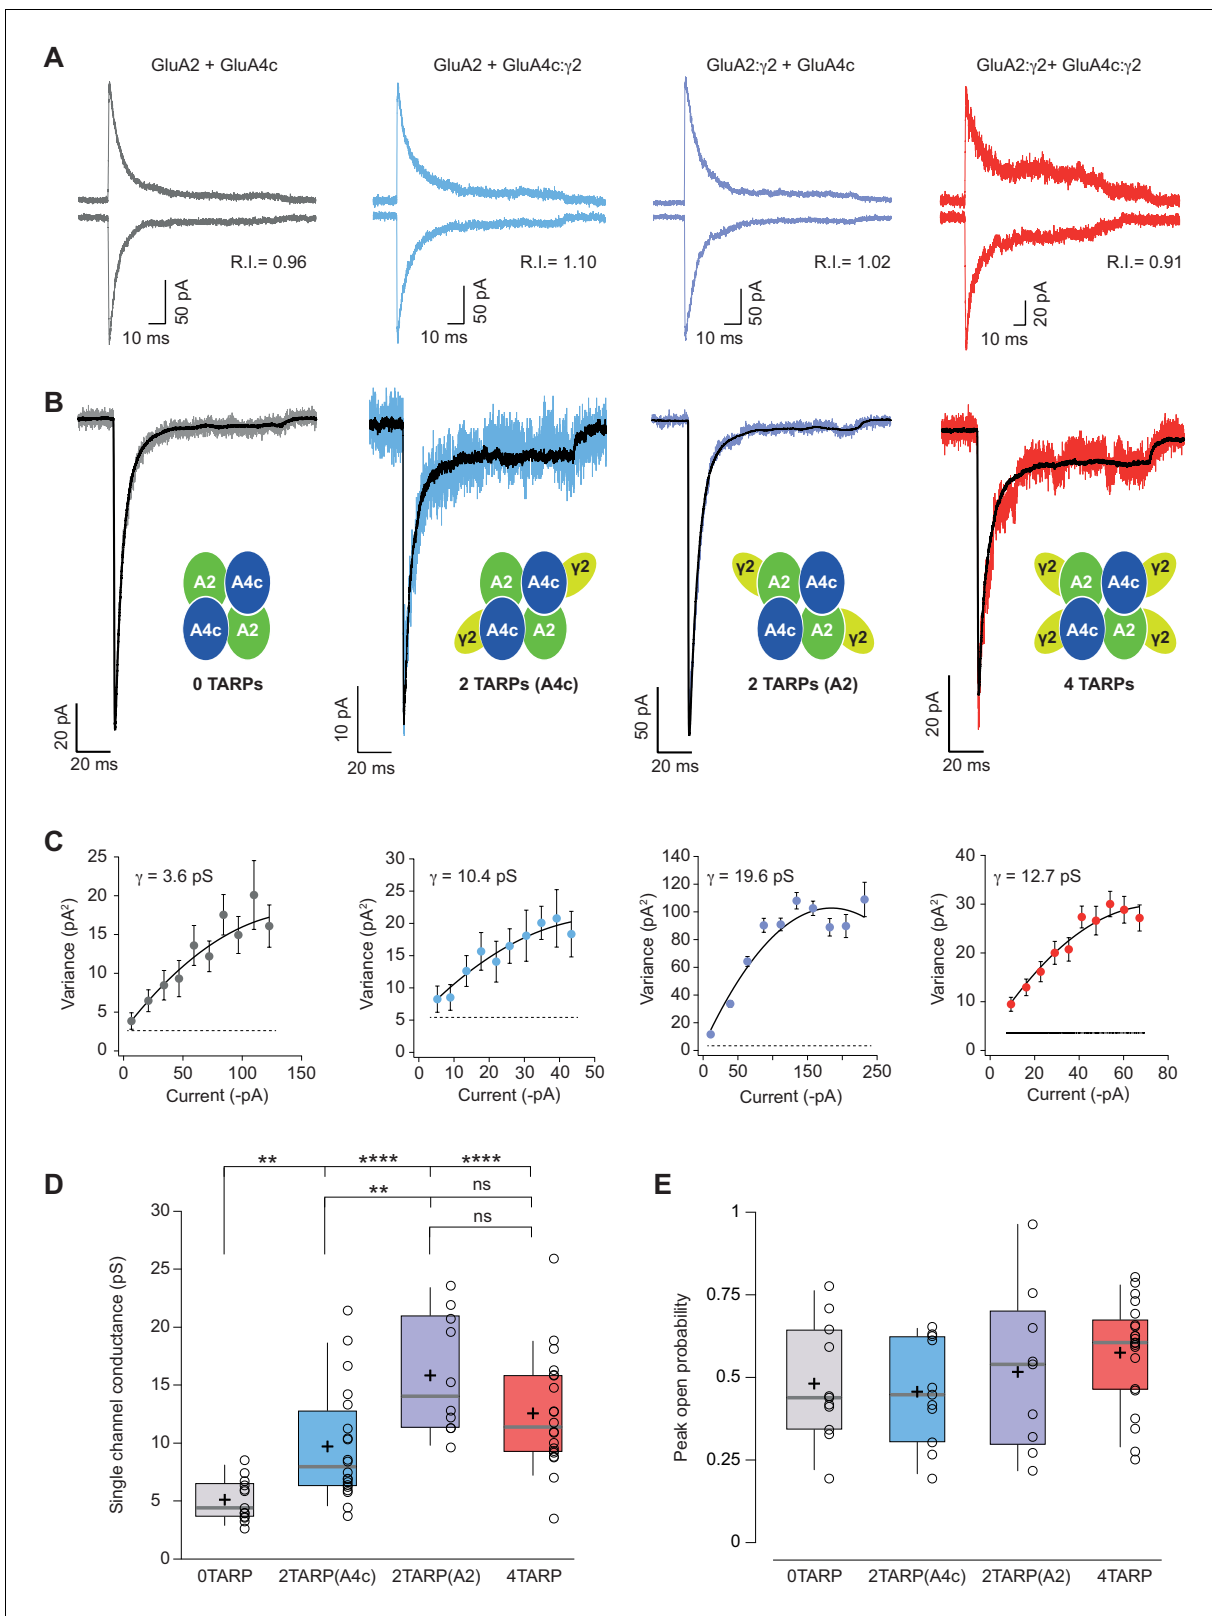 A
GluA2 + GluA4c
GluA2 + GluA4c:γ2
GluA2:γ2 + GluA4c
GluA2:γ2+ GluA4c:γ2
R.I.= 0.96
R.I.= 1.10
R.I.= 1.02
R.I.= 0.91
50 pA
10 ms
50 pA
10 ms
50 pA
10 ms
20 pA
10 ms
B
A2 A4c
A4c A2
0 TARPs
A2 A4c γ2
γ2 A4c A2
2 TARPs (A4c)
γ2 A2 A4c
A4c A2 γ2
2 TARPs (A2)
γ2 A2 A4c γ2
γ2 A4c A2 γ2
4 TARPs
20 pA
20 ms
10 pA
20 ms
50 pA
20 ms
20 pA
20 ms
C
γ = 3.6 pS
Variance (pA²)
25
20
15
10
5
0
0 50 100 150
Current (-pA)
γ = 10.4 pS
Variance (pA²)
30
25
20
15
10
5
0
0 10 20 30 40 50
Current (-pA)
γ = 19.6 pS
Variance (pA²)
140
120
100
80
60
40
20
0
0 50 150 250
Current (-pA)
γ = 12.7 pS
Variance (pA²)
40
30
20
10
0
0 20 40 60 80
Current (-pA)
D
** **** ****
** ns
ns
Single channel conductance (pS)
30
25
20
15
10
5
0
0TARP 2TARP(A4c) 2TARP(A2) 4TARP
E
Peak open probability
1
0.75
0.5
0.25
0
0TARP 2TARP(A4c) 2TARP(A2) 4TARP